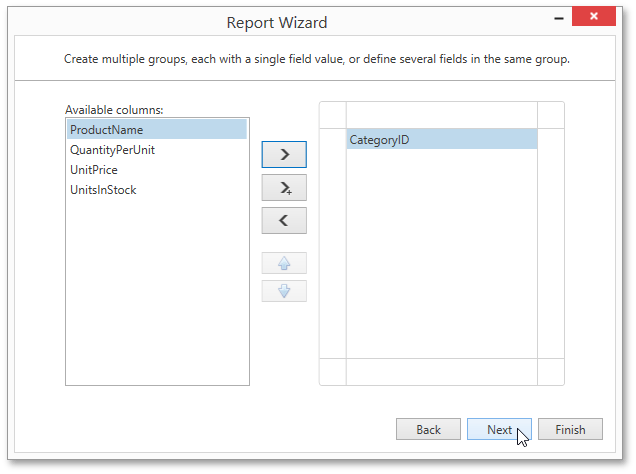 Report Wizard
Create multiple groups, each with a single field value, or define several fields in the same group.
Available columns:
ProductName
QuantityPerUnit
UnitPrice
UnitsInStock
CategoryID
Back
Next
Finish